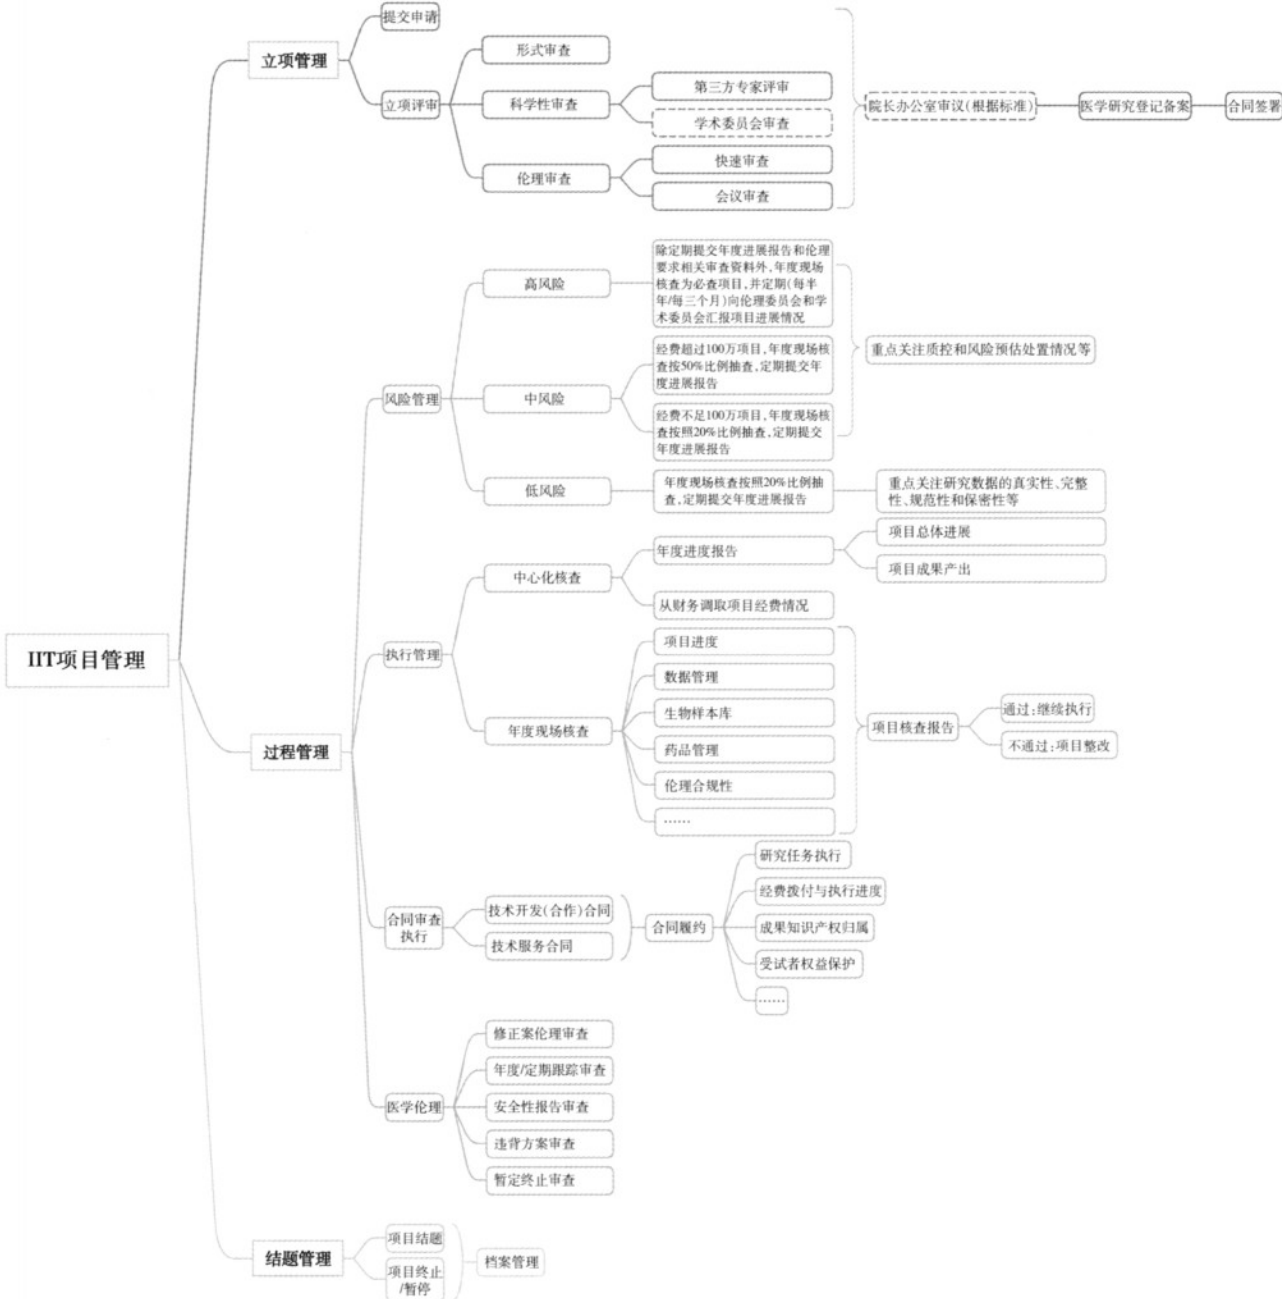 IIT项目管理
立项管理
提交申请
立项评审
形式审查
科学性审查
第三方专家评审
学术委员会审查
伦理审查
快速审查
会议审查
院长办公室审议(根据标准)
医学研究登记备案
合同签署
过程管理
风险管理
高风险
除定期提交年度进展报告和伦理
要求相关审查资料外,年度现场
核查为必查项目,并定期(每半
年/每三个月)向伦理委员会和学
术委员会汇报项目进展情况
中风险
经费超过100万项目,年度现场核
查按50%比例抽查,定期提交年
度进展报告
经费不足100万项目,年度现场核
查按照20%比例抽查,定期提交
年度进展报告
重点关注质控和风险预估处置情况等
低风险
年度现场核查按照20%比例抽
查,定期提交年度进展报告
重点关注研究数据的真实性、完整
性、规范性和保密性等
执行管理
中心化核查
年度进度报告
项目总体进展
项目成果产出
从财务调取项目经费情况
年度现场核查
项目进度
数据管理
生物样本库
药品管理
伦理合规性
……
项目核查报告
通过:继续执行
不通过:项目整改
合同审查
执行
技术开发(合作)合同
技术服务合同
合同履约
研究任务执行
经费拨付与执行进度
成果知识产权归属
受试者权益保护
……
医学伦理
修正案伦理审查
年度/定期跟踪审查
安全性报告审查
违背方案审查
暂定终止审查
结题管理
项目结题
项目终止
/暂停
档案管理